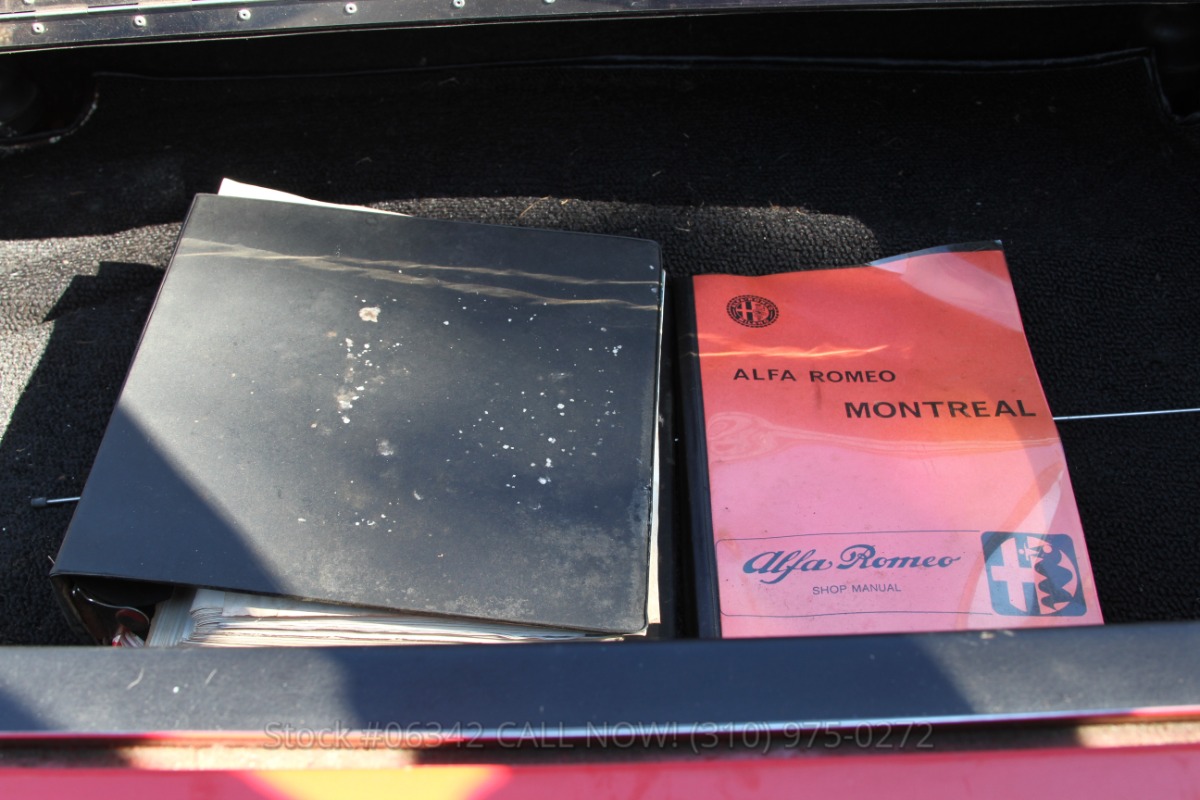 ALFA ROMEO
MONTREAL
Alfa Romeo
SHOP MANUAL
Stock #06342 CALL NOW! (310) 975-0272